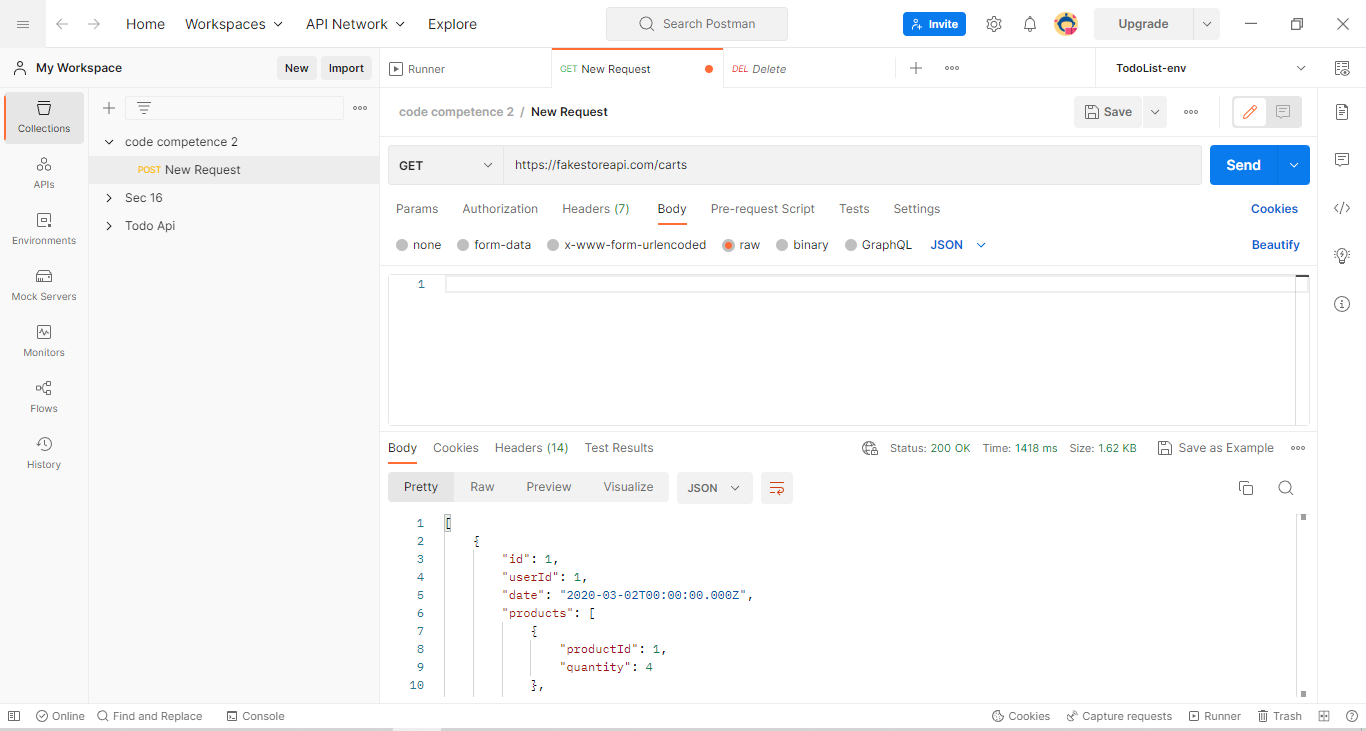 Home Workspaces API Network Explore Search Postman Invite Upgrade
My Workspace New Import Runner GET New Request DEL Delete TodoList-env
Collections
APIs
Environments
Mock Servers
Monitors
Flows
History
code competence 2
POST New Request
Sec 16
Todo Api
code competence 2 / New Request Save
GET https://fakestoreapi.com/carts Send
Params Authorization Headers (7) Body Pre-request Script Tests Settings Cookies
none form-data x-www-form-urlencoded raw binary GraphQL JSON Beautify
1
Body Cookies Headers (14) Test Results Status: 200 OK Time: 1418 ms Size: 1.62 KB Save as Example
Pretty Raw Preview Visualize JSON
1 [
2 {
3 "id": 1,
4 "userId": 1,
5 "date": "2020-03-02T00:00:00.000Z",
6 "products": [
7 {
8 "productId": 1,
9 "quantity": 4
10 },
Online Find and Replace Console Cookies Capture requests Runner Trash